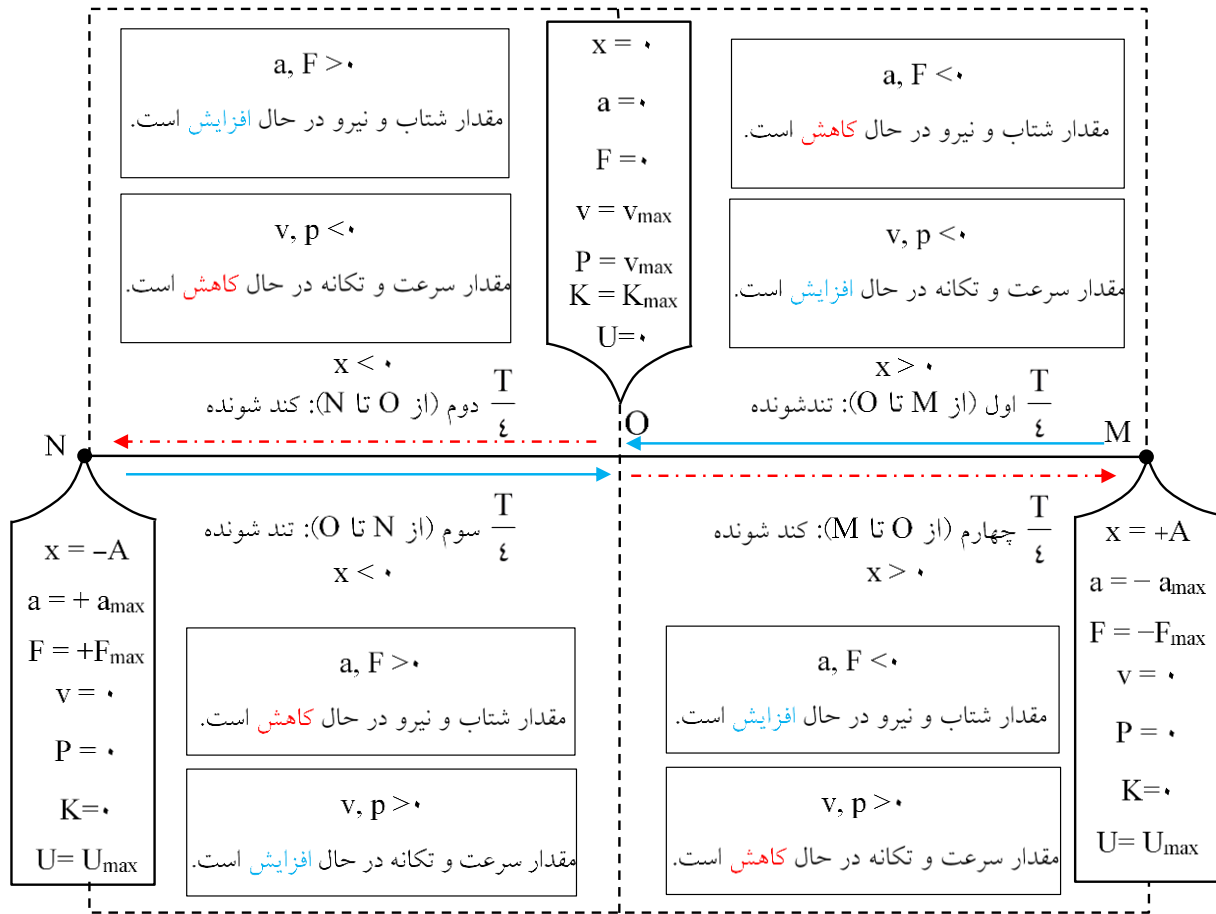 a, F >۰
مقدار شتاب و نیرو در حال افزایش است.
v, p <۰
مقدار سرعت و تکانه در حال کاهش است.
x < ۰
T/٤ دوم (از O تا N): کند شونده
x = ۰
a =۰
F =۰
v = vmax
P = vmax
K = Kmax
U=۰
a, F <۰
مقدار شتاب و نیرو در حال کاهش است.
v, p <۰
مقدار سرعت و تکانه در حال افزایش است.
x > ۰
T/٤ اول (از M تا O): تندشونده
N
O
M
T/٤ سوم (از N تا O): تند شونده
x < ۰
T/٤ چهارم (از O تا M): کند شونده
x > ۰
x = –A
a = + amax
F = +Fmax
v = ۰
P = ۰
K=۰
U= Umax
a, F >۰
مقدار شتاب و نیرو در حال کاهش است.
v, p >۰
مقدار سرعت و تکانه در حال افزایش است.
a, F <۰
مقدار شتاب و نیرو در حال افزایش است.
v, p >۰
مقدار سرعت و تکانه در حال کاهش است.
x = +A
a = – amax
F = –Fmax
v = ۰
P = ۰
K=۰
U= Umax